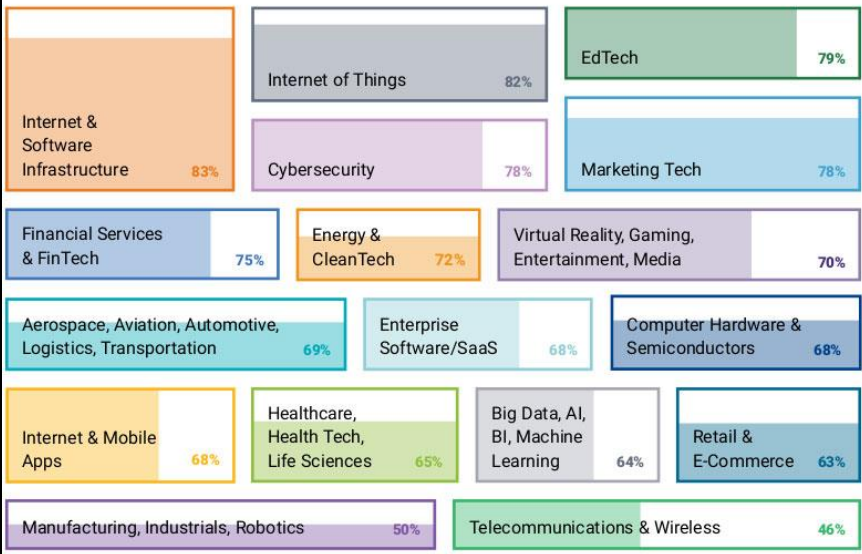 Internet &
Software
Infrastructure 83%
Internet of Things 82%
EdTech 79%
Cybersecurity 78%
Marketing Tech 78%
Financial Services
& FinTech 75%
Energy &
CleanTech 72%
Virtual Reality, Gaming,
Entertainment, Media 70%
Aerospace, Aviation, Automotive,
Logistics, Transportation 69%
Enterprise
Software/SaaS 68%
Computer Hardware &
Semiconductors 68%
Internet & Mobile
Apps 68%
Healthcare,
Health Tech,
Life Sciences 65%
Big Data, AI,
BI, Machine
Learning 64%
Retail &
E-Commerce 63%
Manufacturing, Industrials, Robotics 50%
Telecommunications & Wireless 46%